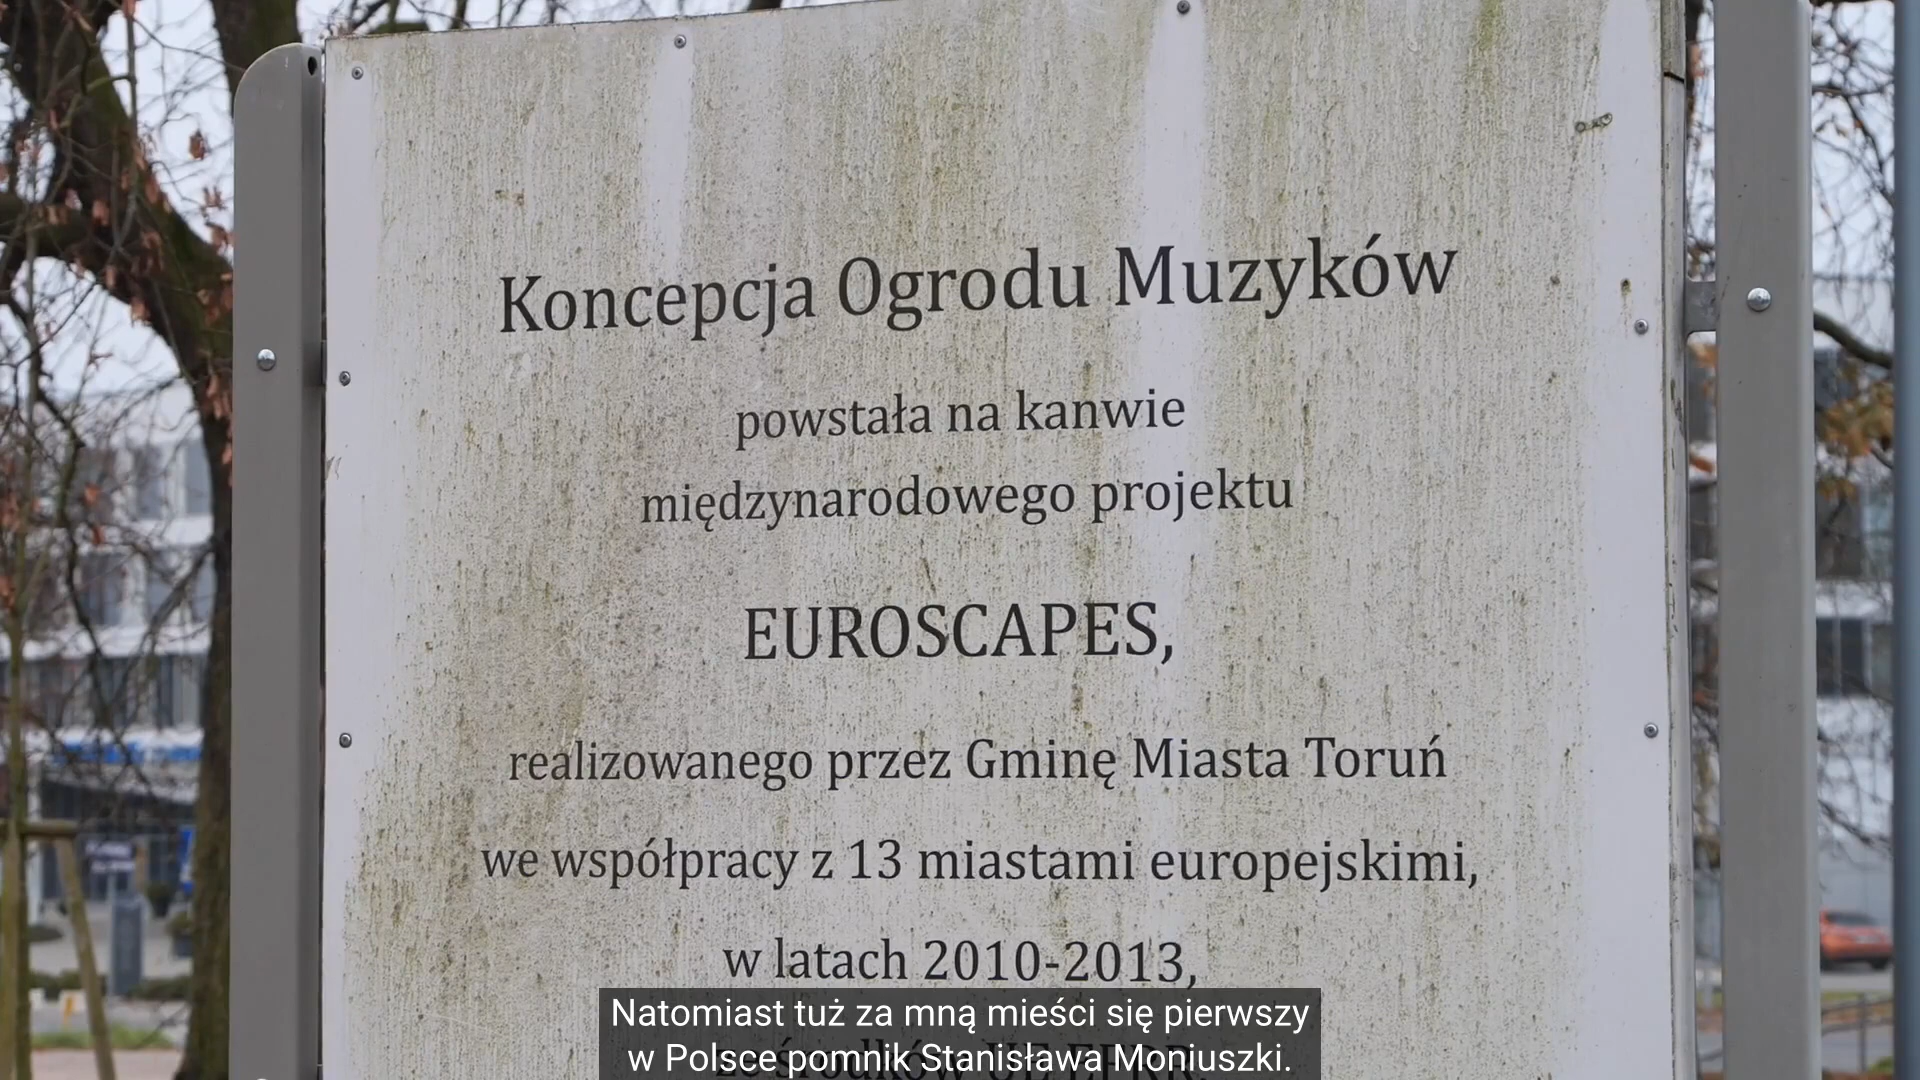 Koncepcja Ogrodu Muzyków
powstała na kanwie
międzynarodowego projektu
EUROSCAPES,
realizowanego przez Gminę Miasta Toruń
we współpracy z 13 miastami europejskimi,
w latach 2010-2013,
Natomiast tuż za mną mieści się pierwszy
w Polsce pomnik Stanisława Moniuszki.